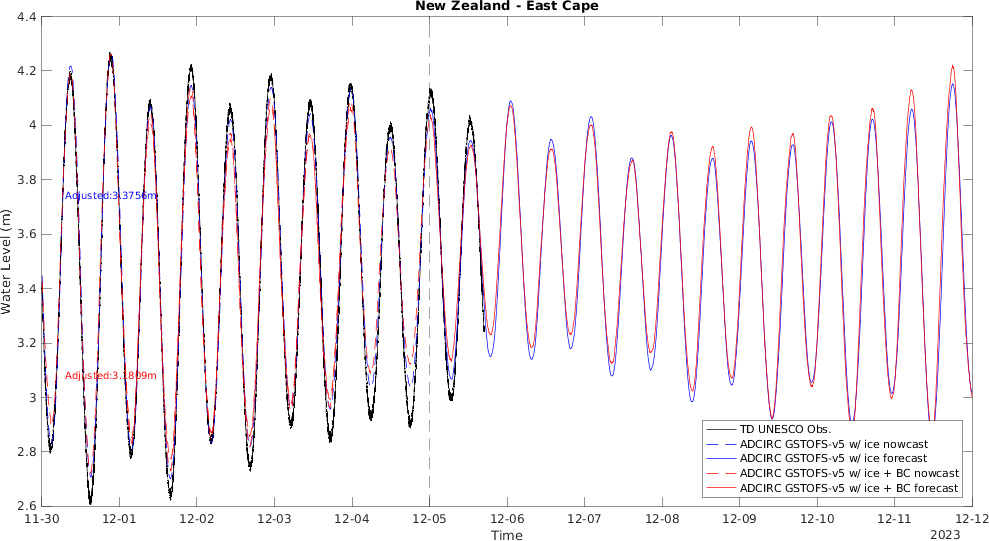 New Zealand - East Cape
4.4
4.2
4
3.8
3.6
3.4
3.2
3
2.8
2.6
Water Level (m)
Adjusted:3.3756m
Adjusted:3.1809m
TD UNESCO Obs.
ADCIRC GSTOFS-v5 w/ ice nowcast
ADCIRC GSTOFS-v5 w/ ice forecast
ADCIRC GSTOFS-v5 w/ ice + BC nowcast
ADCIRC GSTOFS-v5 w/ ice + BC forecast
11-30 12-01 12-02 12-03 12-04 12-05 12-06 12-07 12-08 12-09 12-10 12-11 12-12
Time
2023